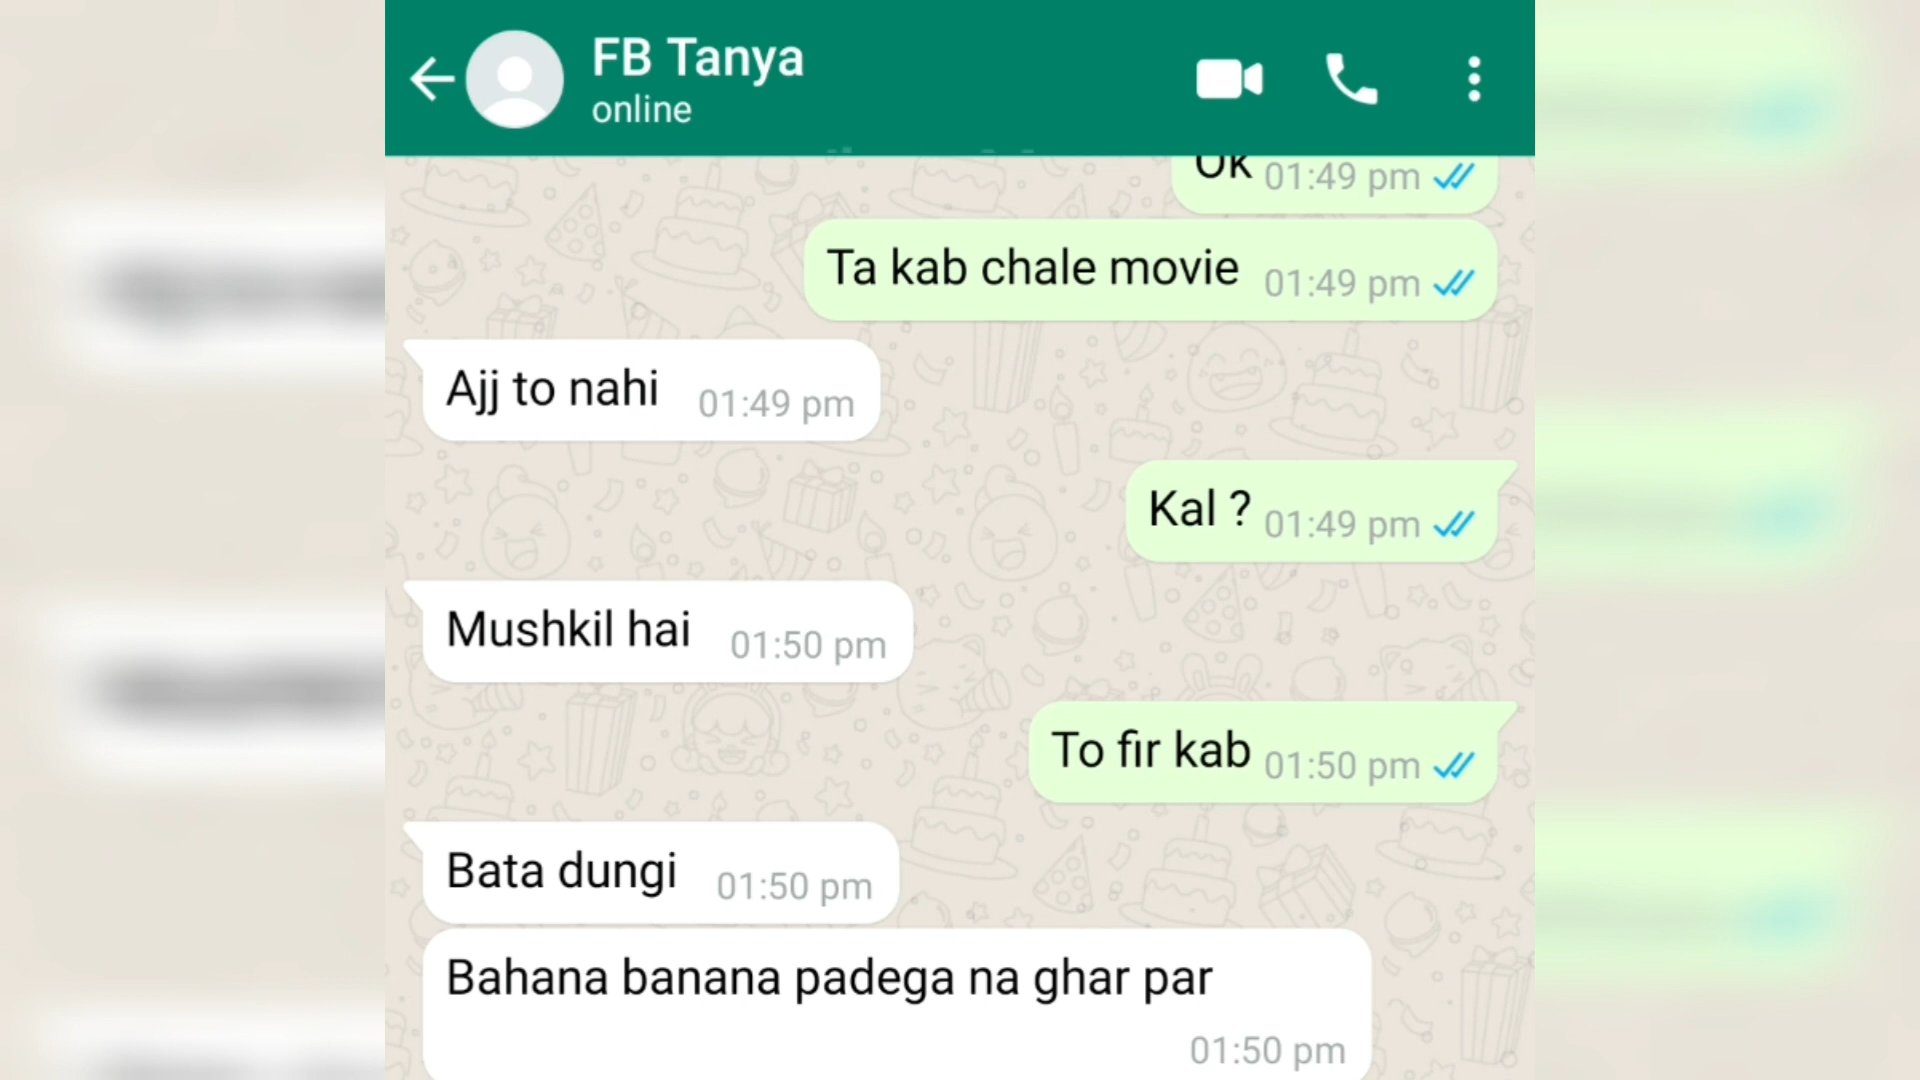 FB Tanya
online
Ok 01:49 pm
Ta kab chale movie 01:49 pm
Ajj to nahi 01:49 pm
Kal ? 01:49 pm
Mushkil hai 01:50 pm
To fir kab 01:50 pm
Bata dungi 01:50 pm
Bahana banana padega na ghar par
01:50 pm